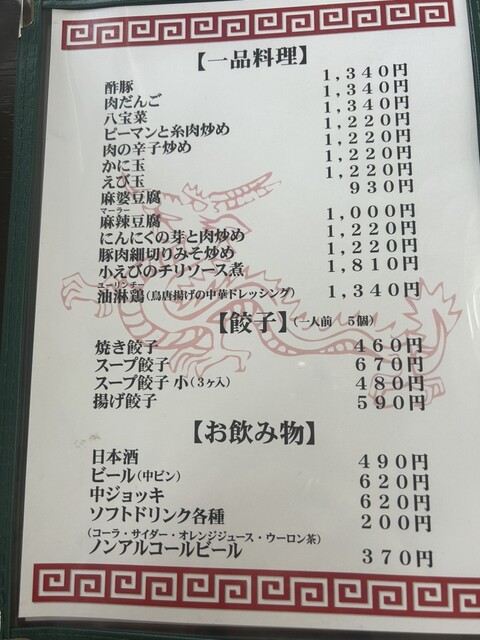 【一品料理】
酢豚 1,340円
肉だんご 1,340円
八宝菜 1,340円
ピーマンと糸肉炒め 1,220円
肉の辛子炒め 1,220円
かに玉 1,220円
えび玉 1,220円
麻婆豆腐 930円
マーラー
麻辣豆腐 1,000円
にんにくの芽と肉炒め 1,220円
豚肉細切りみそ炒め 1,220円
小えびのチリソース煮 1,810円
ユーリンチー
油淋鶏(鳥唐揚げの中華ドレッシング) 1,340円
【餃子】(一人前 5個)
焼き餃子 460円
スープ餃子 670円
スープ餃子 小(3ヶ入) 480円
揚げ餃子 590円
【お飲み物】
日本酒 490円
ビール(中ビン) 620円
中ジョッキ 620円
ソフトドリンク各種 200円
(コーラ・サイダー・オレンジジュース・ウーロン茶)
ノンアルコールビール 370円